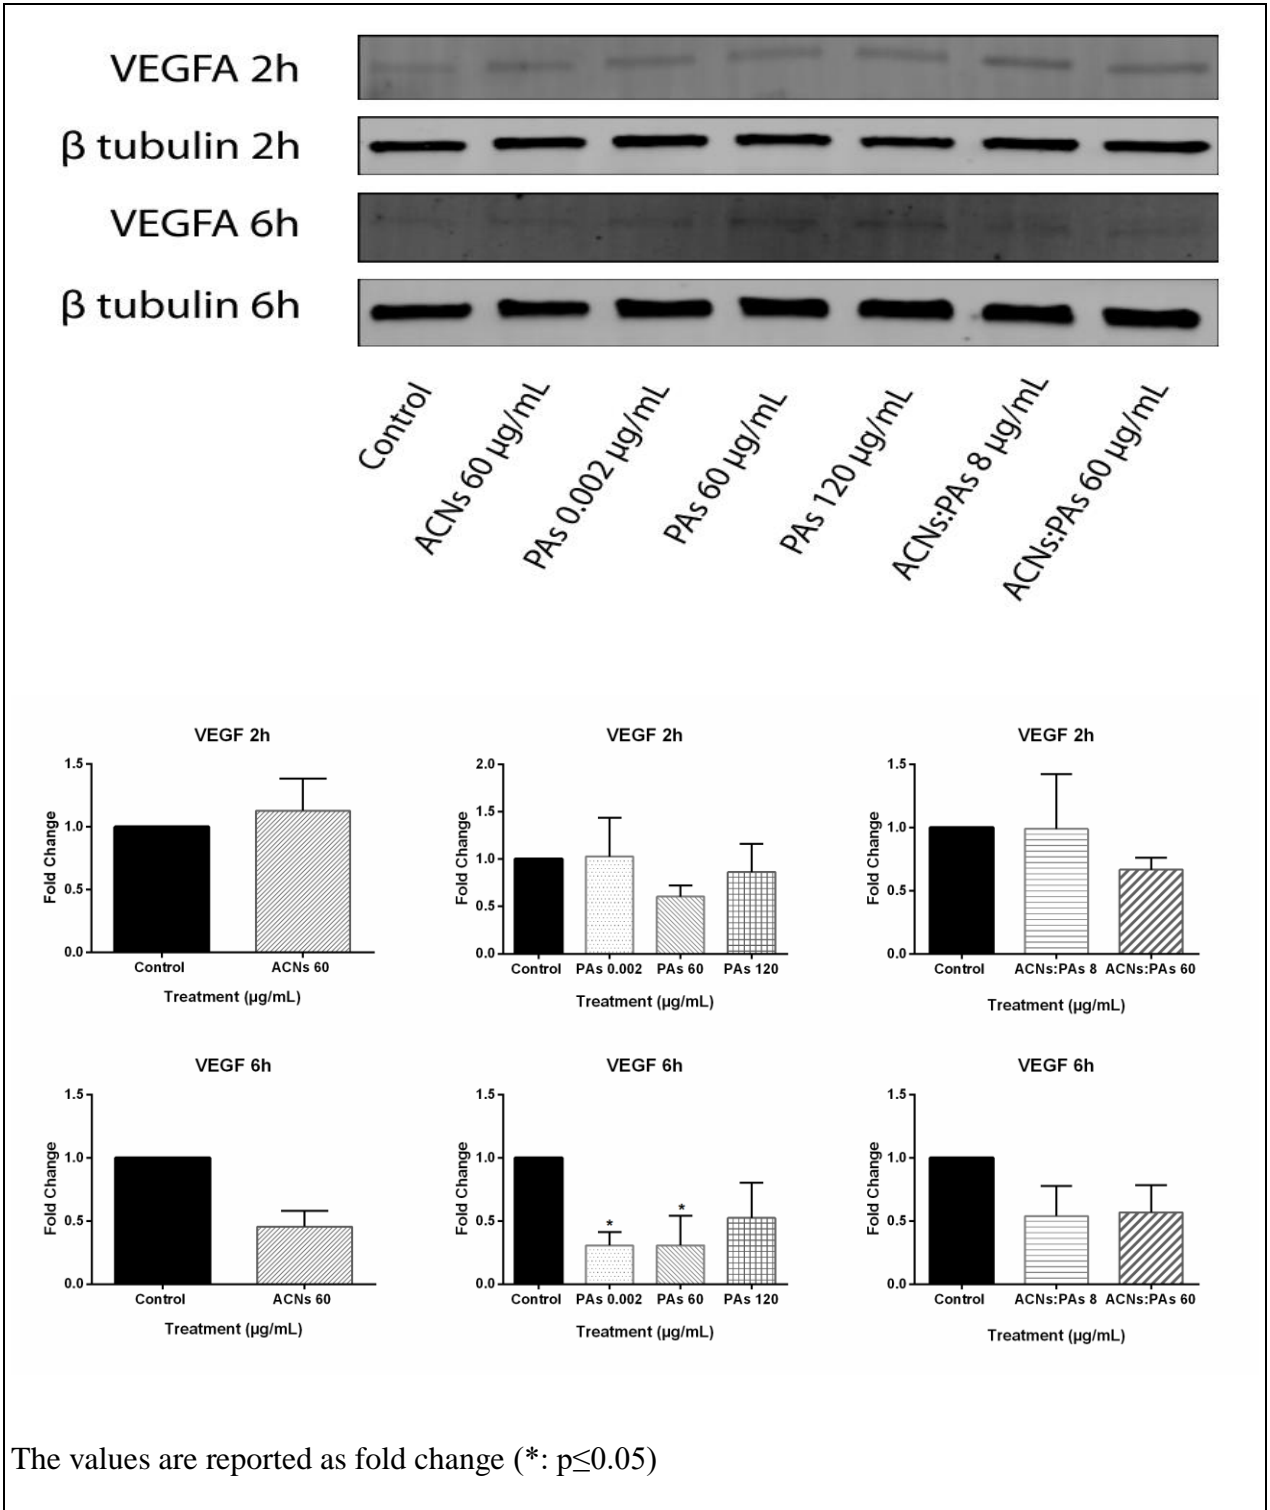 VEGFA 2h
β tubulin 2h
VEGFA 6h
β tubulin 6h
Control
ACNs 60 µg/mL
PAs 0.002 µg/mL
PAs 60 µg/mL
PAs 120 µg/mL
ACNs:PAs 8 µg/mL
ACNs:PAs 60 µg/mL
VEGF 2h
1.5
1.0
0.5
0.0
Fold Change
Control ACNs 60
Treatment (µg/mL)
VEGF 2h
2.0
1.5
1.0
0.5
0.0
Fold Change
Control PAs 0.002 PAs 60 PAs 120
Treatment (µg/mL)
VEGF 2h
1.5
1.0
0.5
0.0
Fold Change
Control ACNs:PAs 8 ACNs:PAs 60
Treatment (µg/mL)
VEGF 6h
1.5
1.0
0.5
0.0
Fold Change
Control ACNs 60
Treatment (µg/mL)
VEGF 6h
1.5
1.0
0.5
0.0
Fold Change
* *
Control PAs 0.002 PAs 60 PAs 120
Treatment (µg/mL)
VEGF 6h
1.5
1.0
0.5
0.0
Fold Change
Control ACNs:PAs 8 ACNs:PAs 60
Treatment (µg/mL)
The values are reported as fold change (*: p≤0.05)